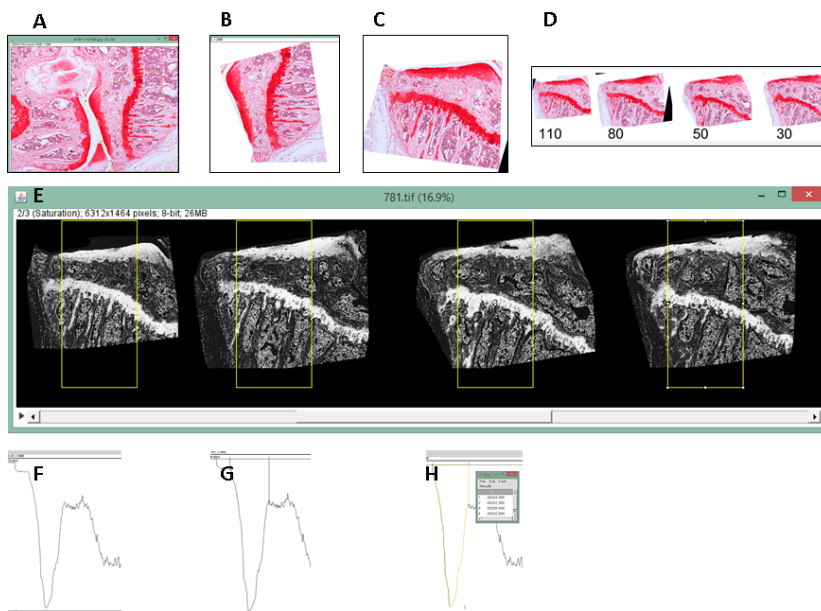 A
B
C
D
110
80
50
30
E
781.tif (16.9%)
2/3 (Saturation); 6312x1464 pixels; 8-bit; 26MB
F
G
H